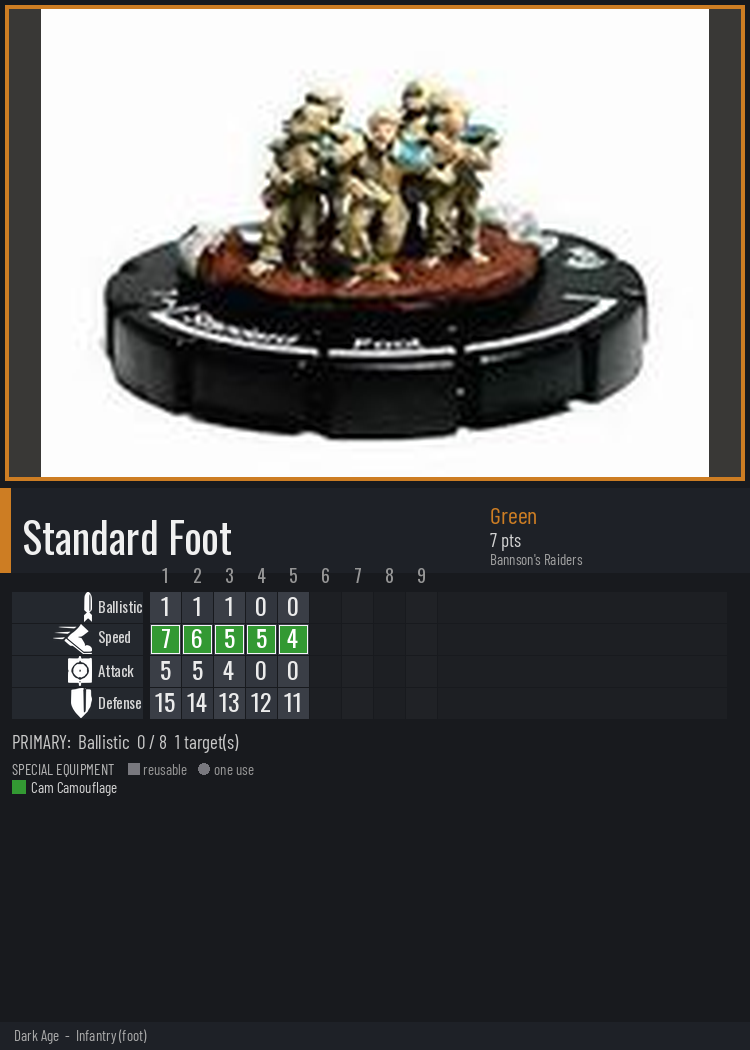 Standard
Foot
Standard Foot
Green
7 pts
Bannson's Raiders
1 2 3 4 5 6 7 8 9
Ballistic 1 1 1 0 0
Speed 7 6 5 5 4
Attack 5 5 4 0 0
Defense 15 14 13 12 11
PRIMARY: Ballistic 0 / 8 1 target(s)
SPECIAL EQUIPMENT reusable one use
Cam Camouflage
Dark Age - Infantry (foot)